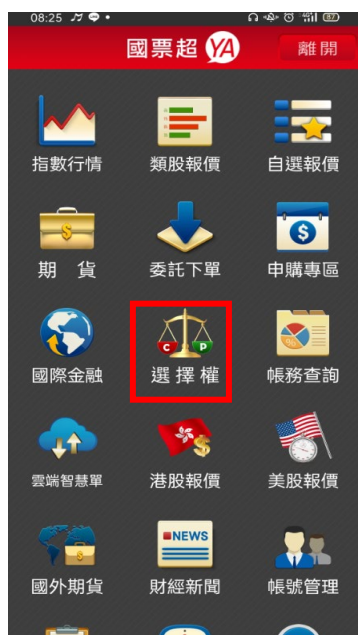 08:25
87
國票超 YA
離開
指數行情 類股報價 自選報價
$ $
期 貨 委託下單 申購專區
C P
國際金融 選擇權 帳務查詢
$
雲端智慧單 港股報價 美股報價
NEWS
國外期貨 財經新聞 帳號管理